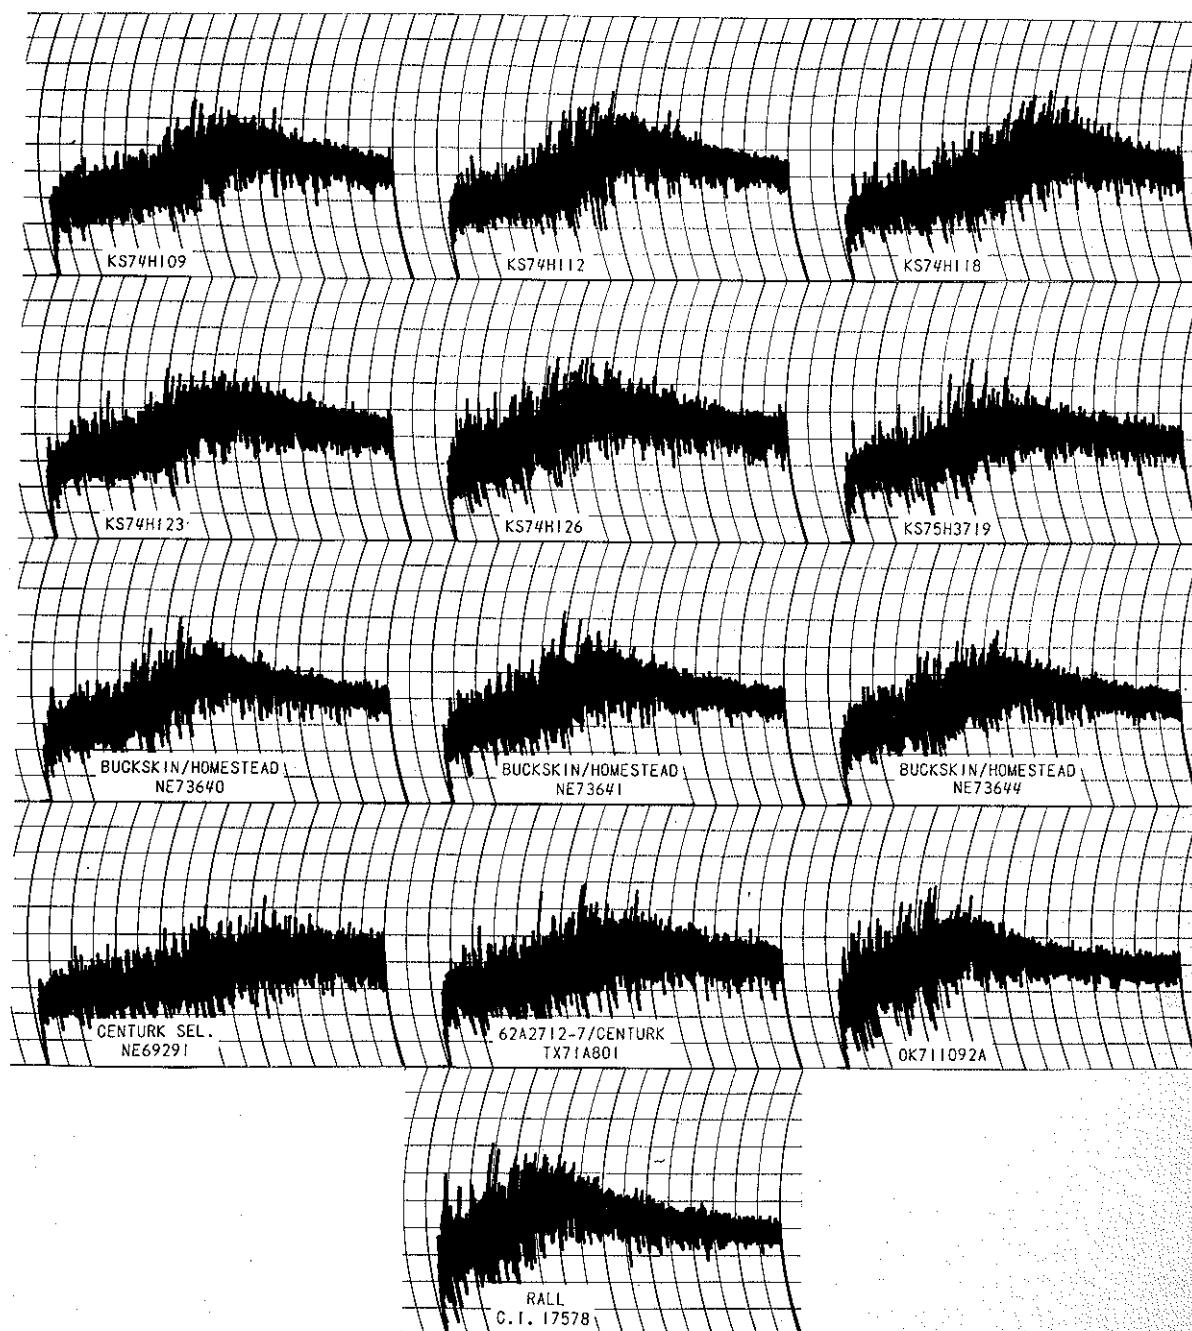 KS74H109
KS74H112
KS74H118
KS74H123
KS74H126
KS75H3719
BUCKSKIN/HOMESTEAD
NE73640
BUCKSKIN/HOMESTEAD
NE73641
BUCKSKIN/HOMESTEAD
NE73644
CENTURK SEL.
NE69291
62A2712-7/CENTURK
TX71A801
OK711092A
RALL
C.I. 17578